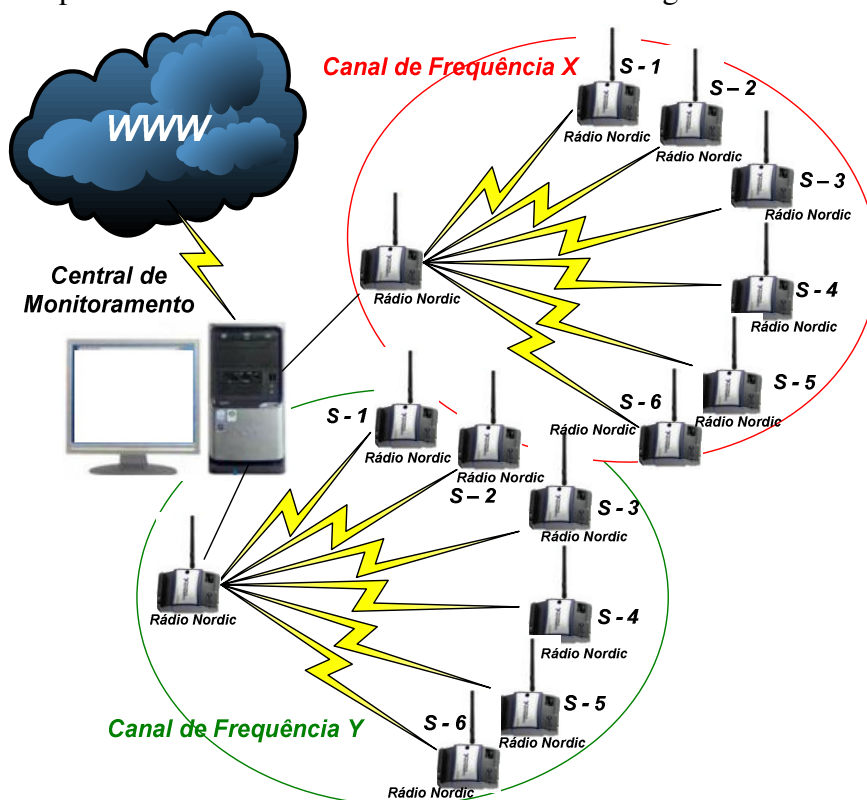 WWW
Central de
Monitoramento
Canal de Frequência X
S - 1
Rádio Nordic
S – 2
Rádio Nordic
S – 3
Rádio Nordic
Rádio Nordic
S - 4
Rádio Nordic
S - 5
Rádio Nordic
S - 6
Rádio Nordic
S - 1
Rádio Nordic
Rádio Nordic
S – 2
S - 3
Rádio Nordic
Rádio Nordic
S - 4
Rádio Nordic
S - 5
Rádio Nordic
S - 6
Rádio Nordic
Canal de Frequência Y